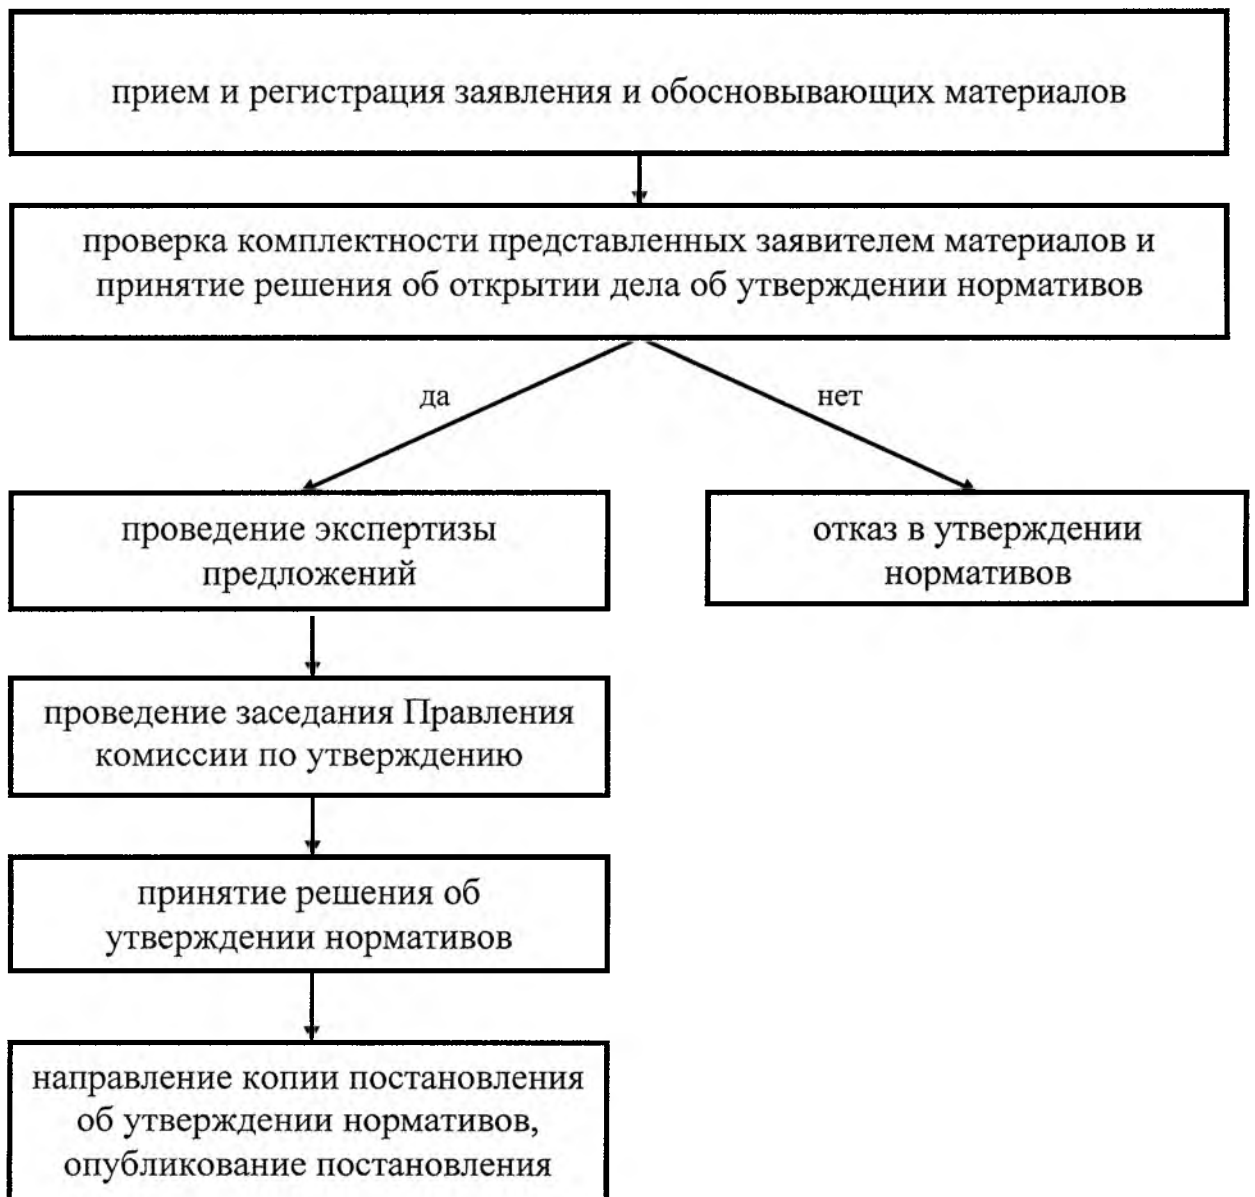 прием и регистрация заявления и обосновывающих материалов
проверка комплектности представленных заявителем материалов и
принятие решения об открытии дела об утверждении нормативов
да
нет
проведение экспертизы
предложений
отказ в утверждении
нормативов
проведение заседания Правления
комиссии по утверждению
принятие решения об
утверждении нормативов
направление копии постановления
об утверждении нормативов,
опубликование постановления